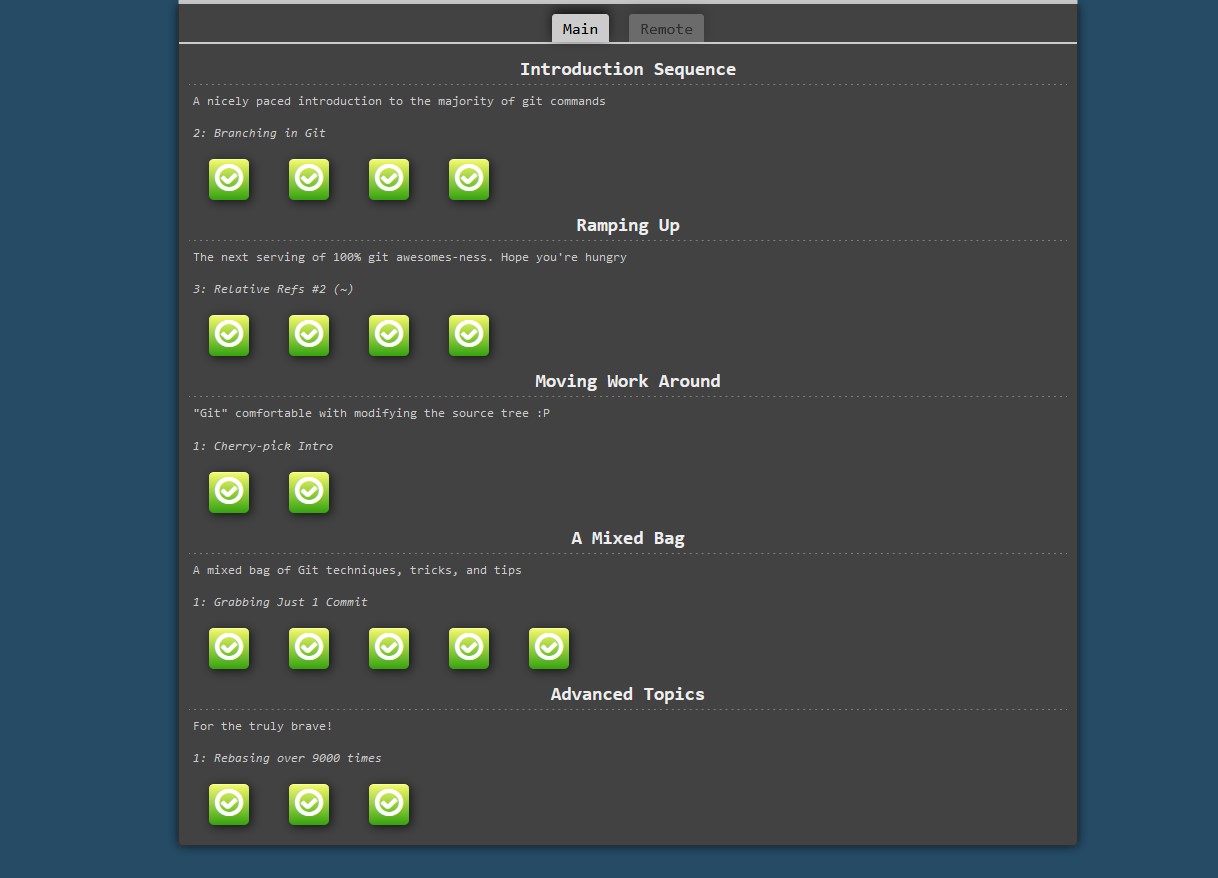 Main Remote
Introduction Sequence
A nicely paced introduction to the majority of git commands
2: Branching in Git
Ramping Up
The next serving of 100% git awesomes-ness. Hope you're hungry
3: Relative Refs #2 (~)
Moving Work Around
"Git" comfortable with modifying the source tree :P
1: Cherry-pick Intro
A Mixed Bag
A mixed bag of Git techniques, tricks, and tips
1: Grabbing Just 1 Commit
Advanced Topics
For the truly brave!
1: Rebasing over 9000 times